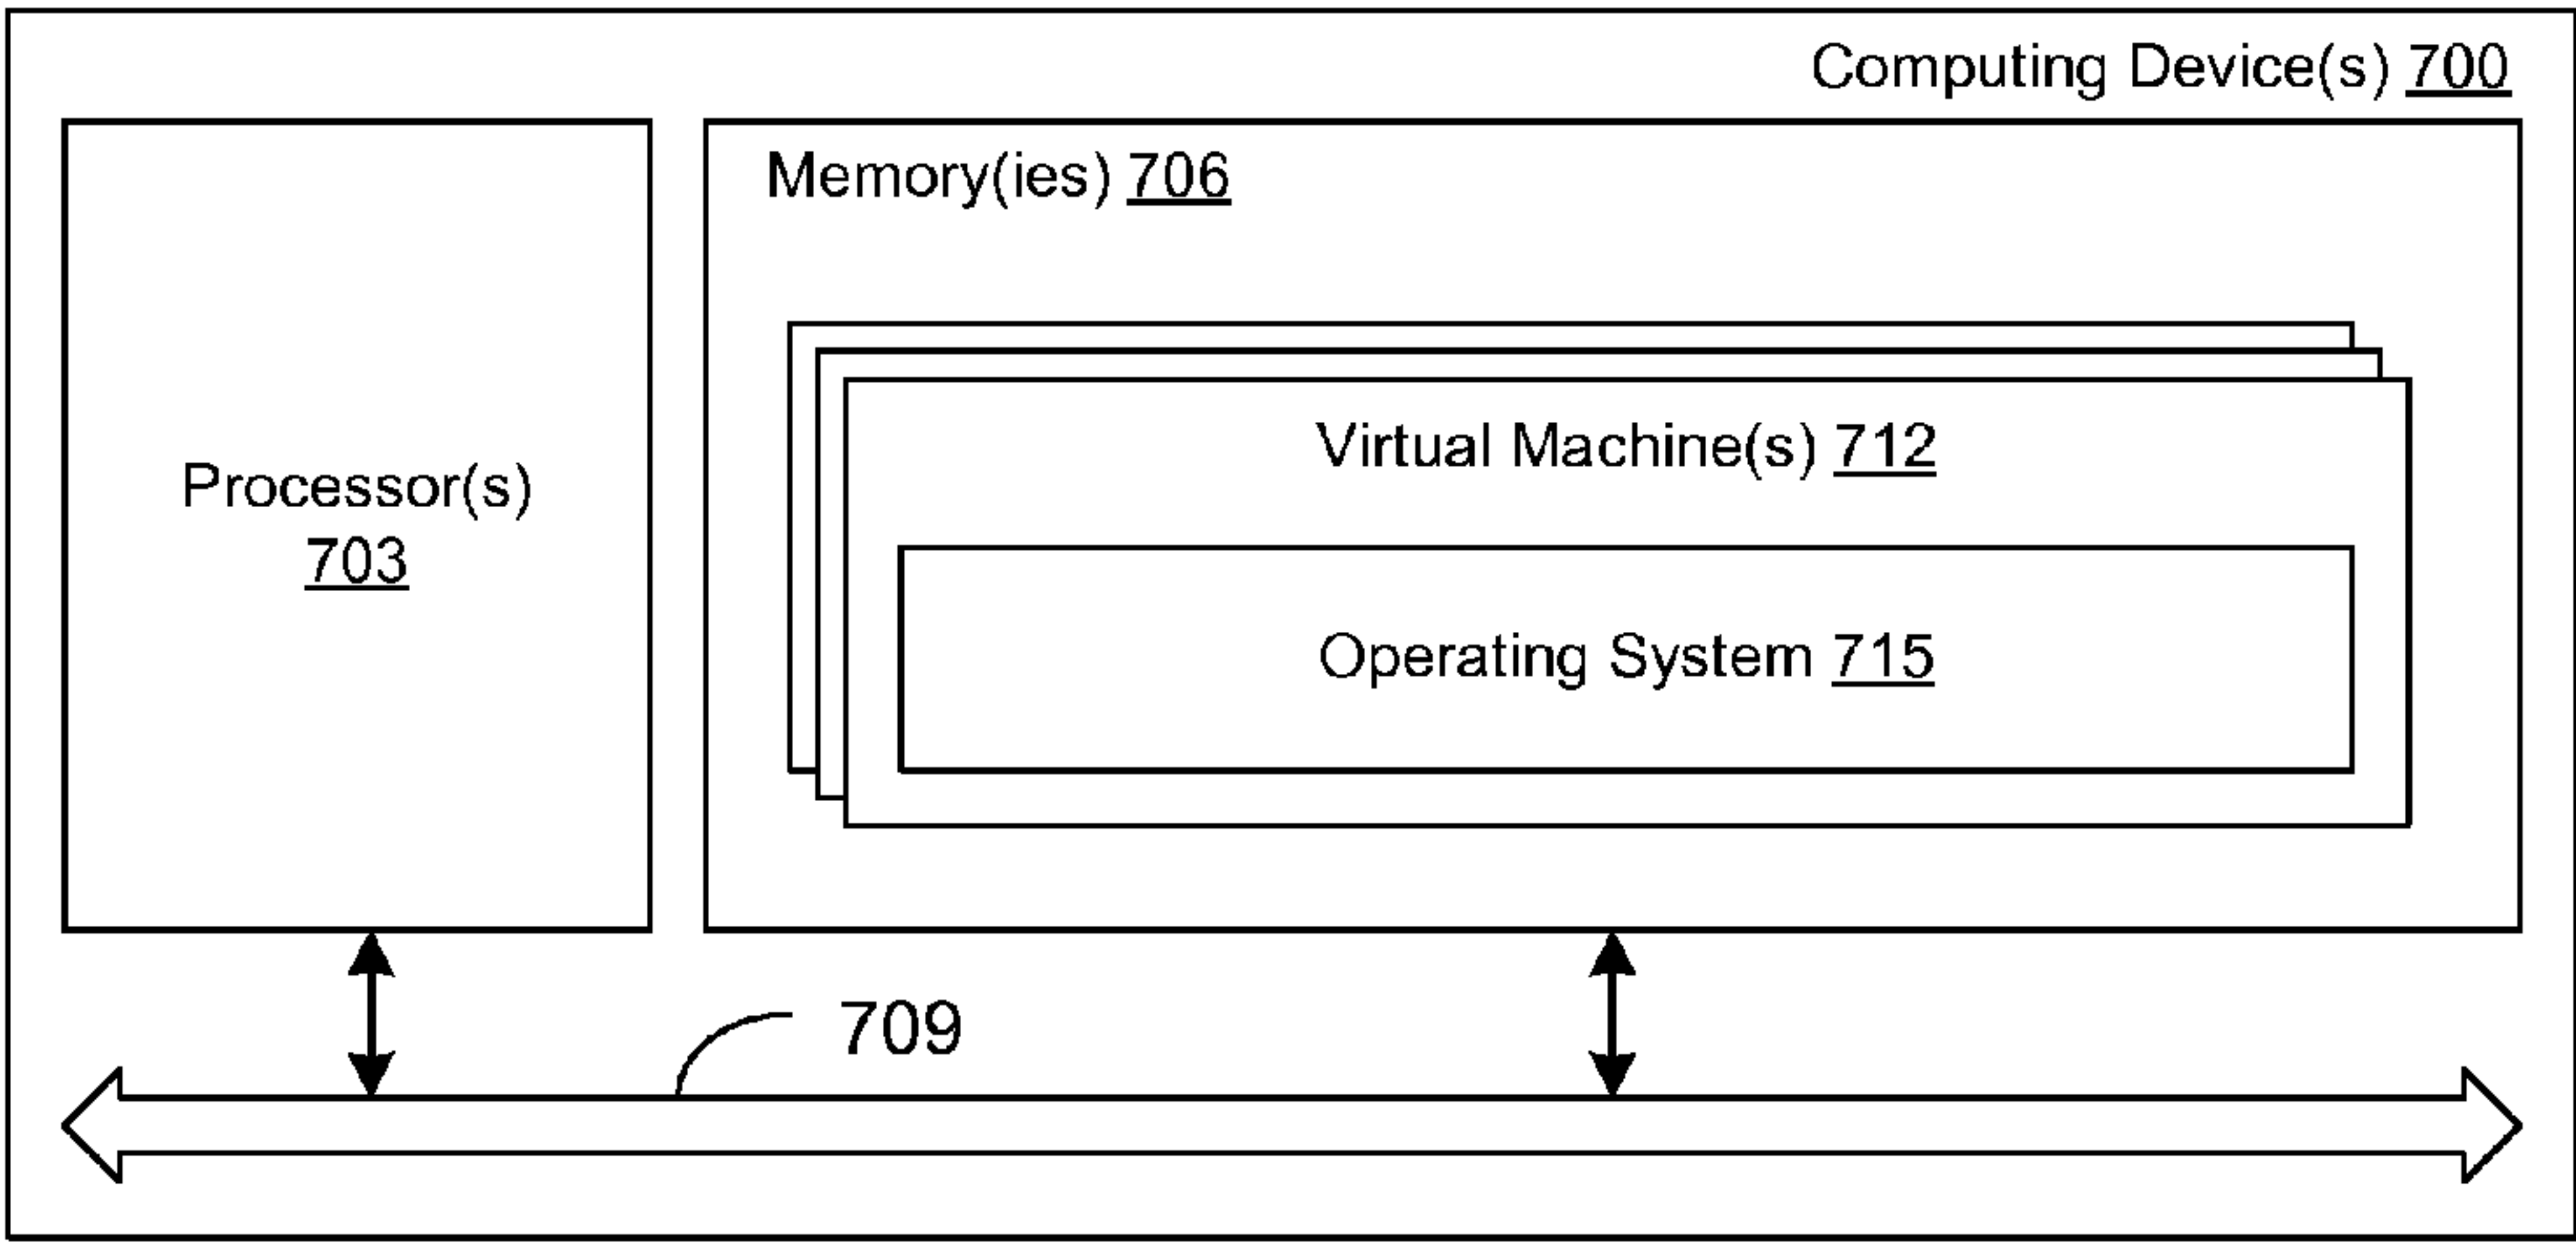 Computing Device(s) 700
Memory(ies) 706
Processor(s)
703
Virtual Machine(s) 712
Operating System 715
709